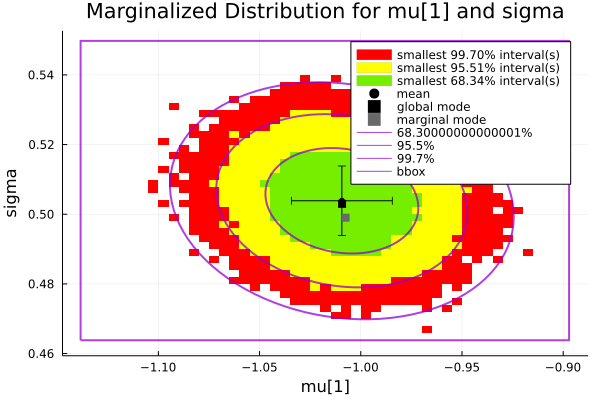 Marginalized Distribution for mu[1] and sigma
smallest 99.70% interval(s)
smallest 95.51% interval(s)
smallest 68.34% interval(s)
mean
global mode
marginal mode
68.30000000000001%
95.5%
99.7%
bbox
sigma
0.54
0.52
0.50
0.48
0.46
−1.10
−1.05
−1.00
−0.95
−0.90
mu[1]